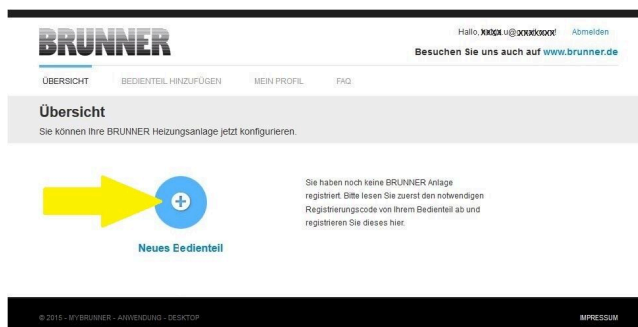 BRUNNER
Hallo, Abmelden
Besuchen Sie uns auch auf www.brunner.de
ÜBERSICHT BEDIENTEIL HINZUFÜGEN MEIN PROFIL FAQ
Übersicht
Sie können Ihre BRUNNER Heizungsanlage jetzt konfigurieren.
Sie haben noch keine BRUNNER Anlage
registriert. Bitte lesen Sie zuerst den notwendigen
Registrierungscode von Ihrem Bedienteil ab und
registrieren Sie dieses hier.
Neues Bedienteil
© 2015 - MYBRUNNER - ANWENDUNG - DESKTOP
IMPRESSUM